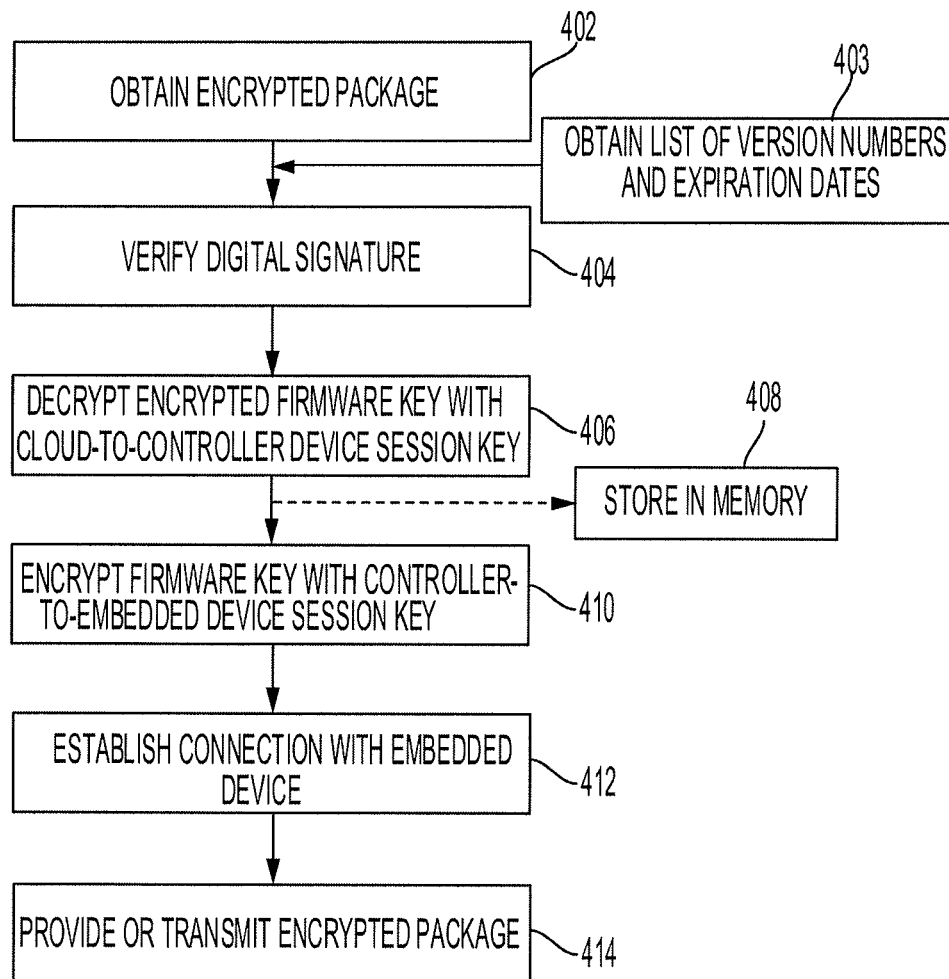 402
OBTAIN ENCRYPTED PACKAGE
403
OBTAIN LIST OF VERSION NUMBERS
AND EXPIRATION DATES
VERIFY DIGITAL SIGNATURE
404
DECRYPT ENCRYPTED FIRMWARE KEY WITH
CLOUD-TO-CONTROLLER DEVICE SESSION KEY
406
408
STORE IN MEMORY
ENCRYPT FIRMWARE KEY WITH CONTROLLER-
TO-EMBEDDED DEVICE SESSION KEY
410
ESTABLISH CONNECTION WITH EMBEDDED
DEVICE
412
PROVIDE OR TRANSMIT ENCRYPTED PACKAGE
414